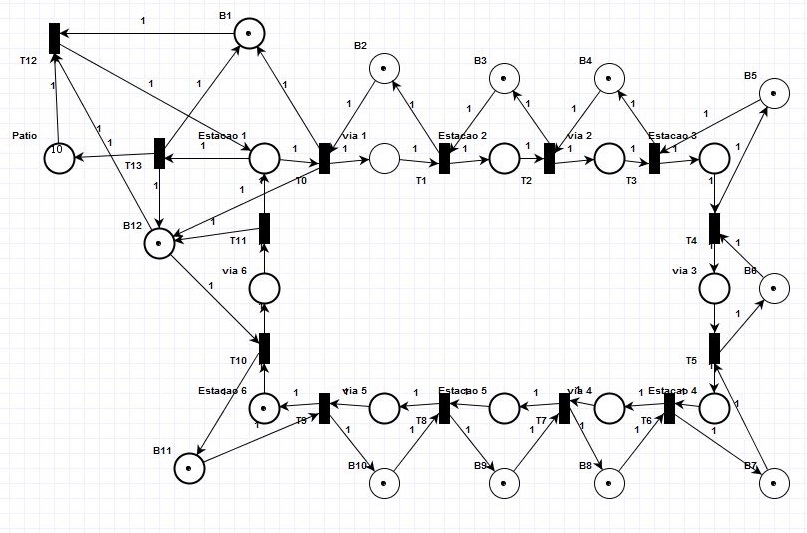 B1
1
T12
B2
B3
B4
B5
1
1
1
1
1
1
1
1
1
1
1
Patio
10
1
1
T13
Estacao 1
1
1
T0
via 1
1
1
T1
Estacao 2
1
1
T2
via 2
1
1
T3
Estacao 3
1
1
1
1
1
1
B12
1
T11
T4
1
via 6
via 3
B6
1
1
T10
T5
1
Estacao 6
1
via 5
1
Estacao 5
1
via 4
1
Estacao 4
1
T9
T8
T7
T6
1
1
1
1
1
1
1
1
B11
B10
B9
B8
B7